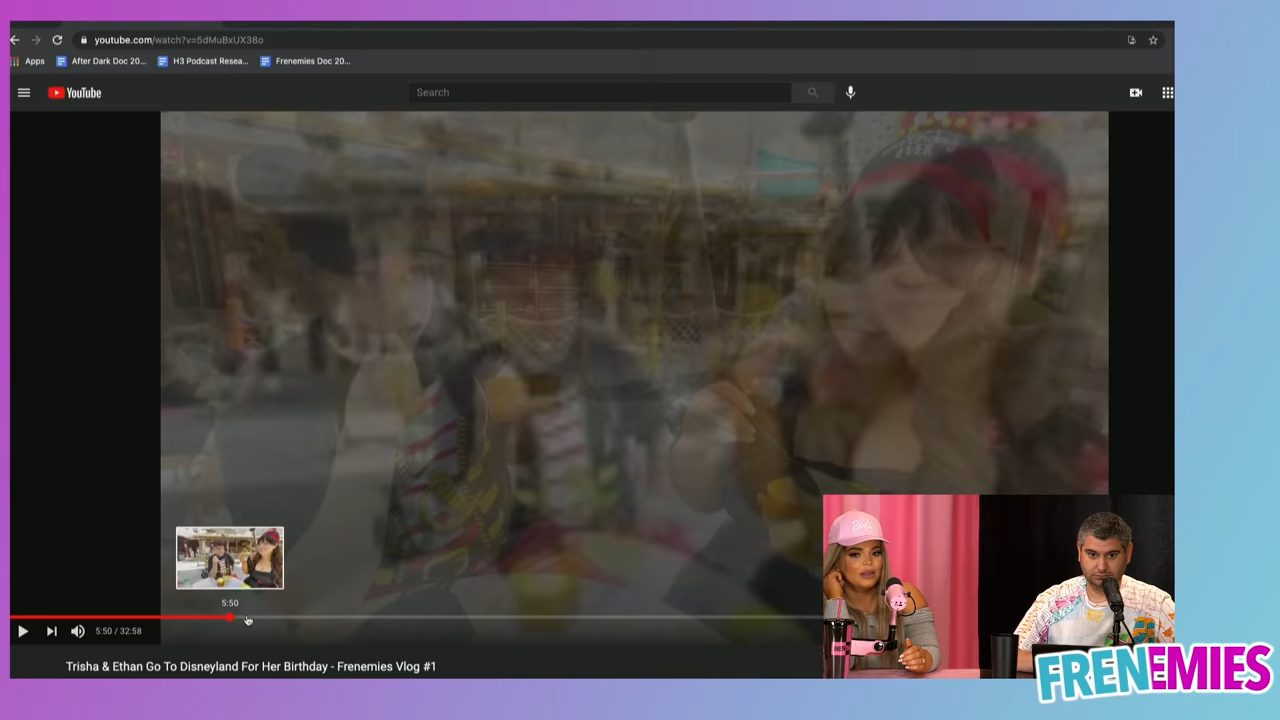 youtube.com/watch?v=5dMuBxUX38o
Apps After Dark Doc 20... H3 Podcast Resea... Frenemies Doc 20...
YouTube Search
5:50
5:50 / 32:58
Trisha & Ethan Go To Disneyland For Her Birthday - Frenemies Vlog #1
Barbie
FRENEMIES